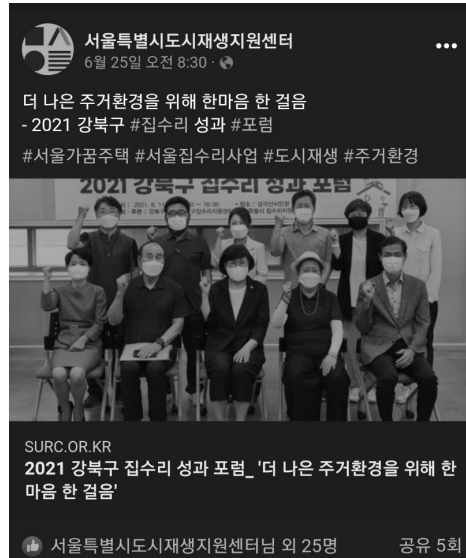 서울특별시도시재생지원센터
6월 25일 오전 8:30 ·
더 나은 주거환경을 위해 한마음 한 걸음
- 2021 강북구 #집수리 성과 #포럼
#서울가꿈주택 #서울집수리사업 #도시재생 #주거환경
2021 강북구 집수리 성과 포럼
SURC.OR.KR
2021 강북구 집수리 성과 포럼_ '더 나은 주거환경을 위해 한
마음 한 걸음'
서울특별시도시재생지원센터님 외 25명 공유 5회